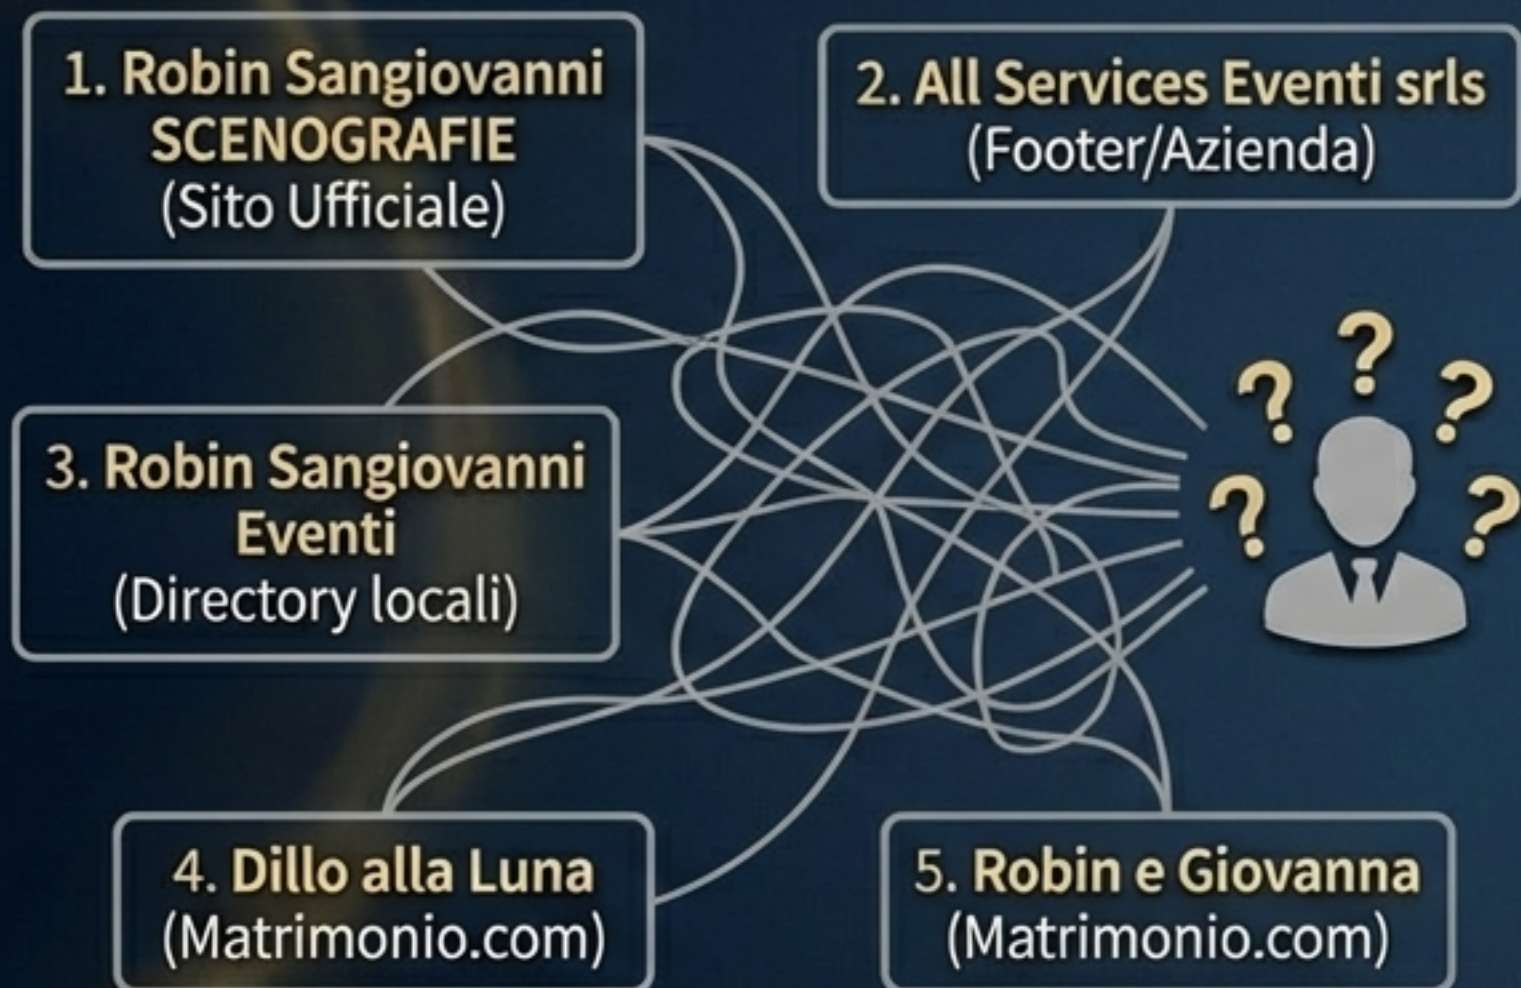 1. Robin Sangiovanni
SCENOGRAFIE
(Sito Ufficiale)
2. All Services Eventi srls
(Footer/Azienda)
3. Robin Sangiovanni
Eventi
(Directory locali)
? ? ? ? ?
4. Dillo alla Luna
(Matrimonio.com)
5. Robin e Giovanna
(Matrimonio.com)